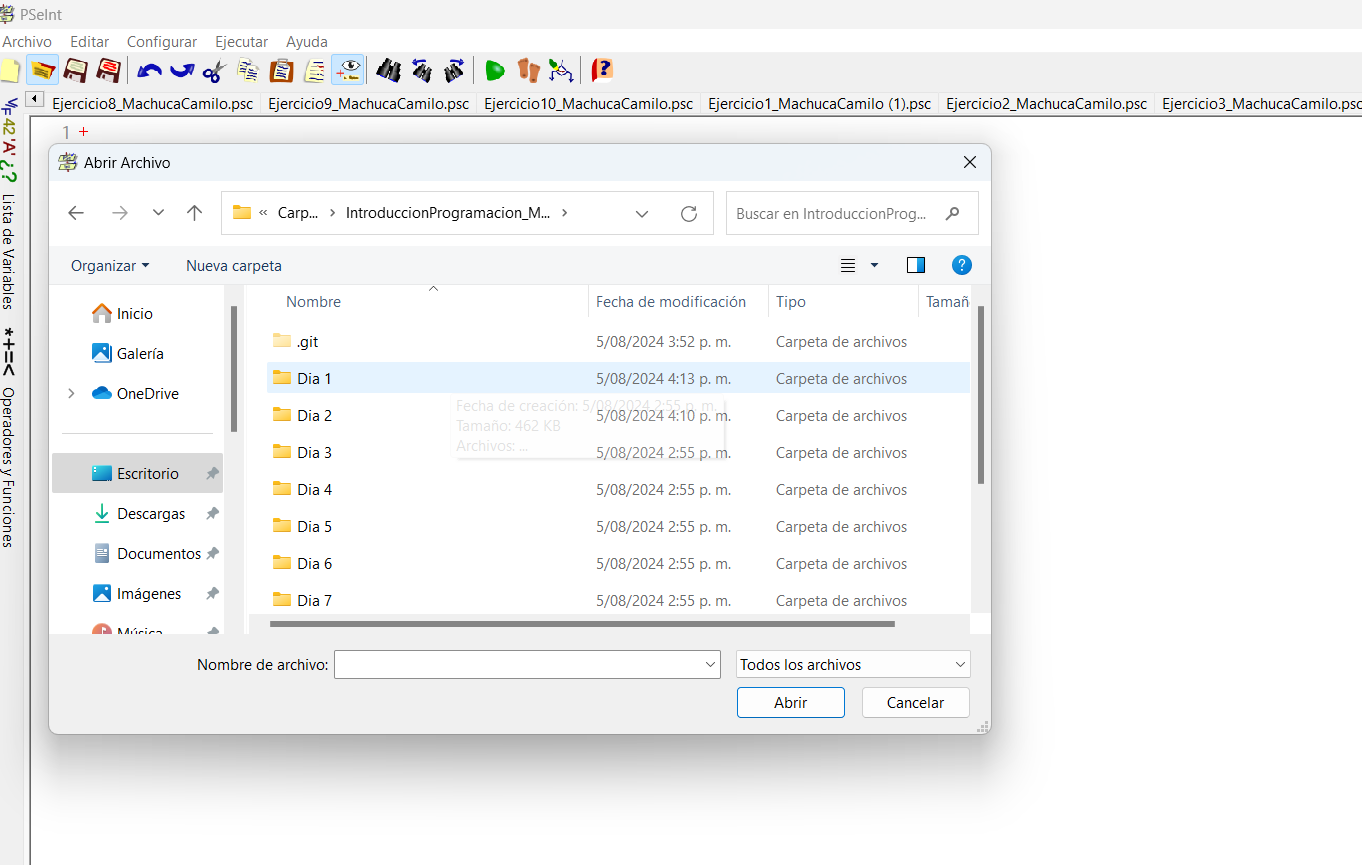 PSeInt
Archivo Editar Configurar Ejecutar Ayuda
Ejercicio8_MachucaCamilo.psc Ejercicio9_MachucaCamilo.psc Ejercicio10_MachucaCamilo.psc Ejercicio1_MachucaCamilo (1).psc Ejercicio2_MachucaCamilo.psc Ejercicio3_MachucaCamilo.psc
42 'A' ¿?
Lista de Variables
*+=<
Operadores y Funciones
1 +
Abrir Archivo
« Carp... › IntroduccionProgramacion_M... ›
Buscar en IntroduccionProg...
Organizar Nueva carpeta
?
Inicio
Galería
OneDrive
Escritorio
Descargas
Documentos
Imágenes
Música
Nombre Fecha de modificación Tipo Tamañ
.git 5/08/2024 3:52 p. m. Carpeta de archivos
Dia 1 5/08/2024 4:13 p. m. Carpeta de archivos
Fecha de creación: 5/08/2024 2:55 p. m.
Tamaño: 462 KB
Archivos: ...
Dia 2 5/08/2024 4:10 p. m. Carpeta de archivos
Dia 3 5/08/2024 2:55 p. m. Carpeta de archivos
Dia 4 5/08/2024 2:55 p. m. Carpeta de archivos
Dia 5 5/08/2024 2:55 p. m. Carpeta de archivos
Dia 6 5/08/2024 2:55 p. m. Carpeta de archivos
Dia 7 5/08/2024 2:55 p. m. Carpeta de archivos
Nombre de archivo: Todos los archivos
Abrir Cancelar